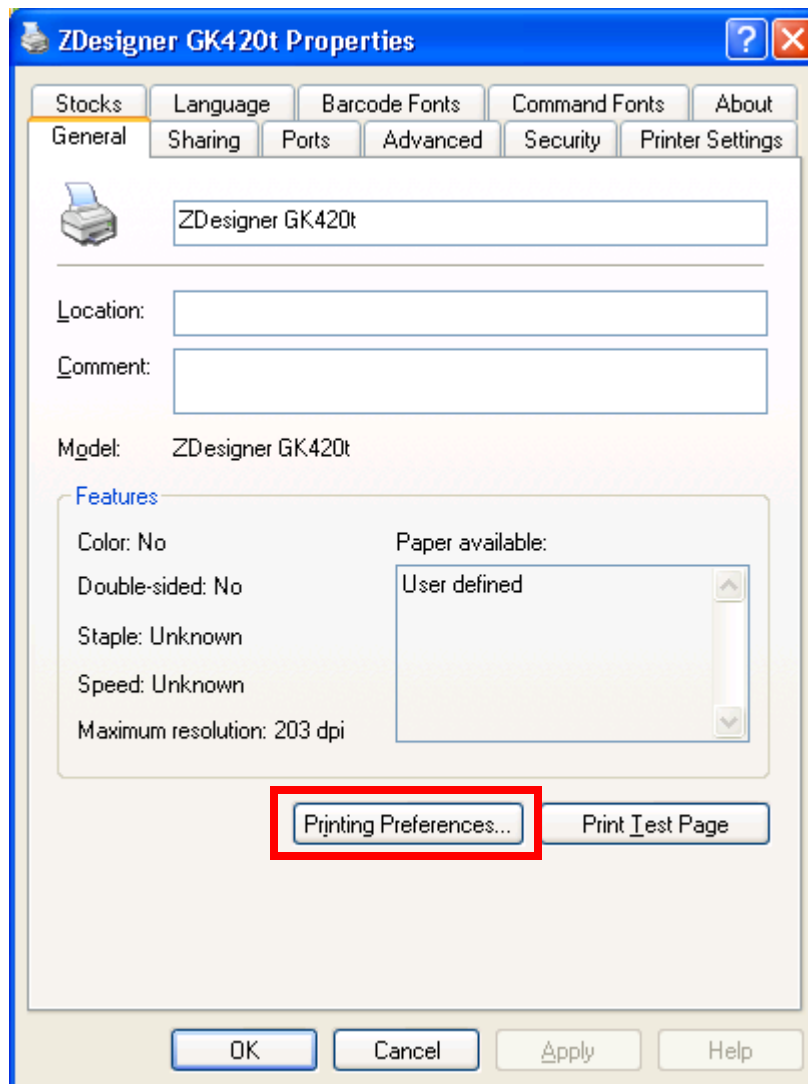 ZDesigner GK420t Properties
Stocks Language Barcode Fonts Command Fonts About
General Sharing Ports Advanced Security Printer Settings
ZDesigner GK420t
Location:
Comment:
Model: ZDesigner GK420t
Features
Color: No
Double-sided: No
Staple: Unknown
Speed: Unknown
Maximum resolution: 203 dpi
Paper available:
User defined
Printing Preferences... Print Test Page
OK Cancel Apply Help